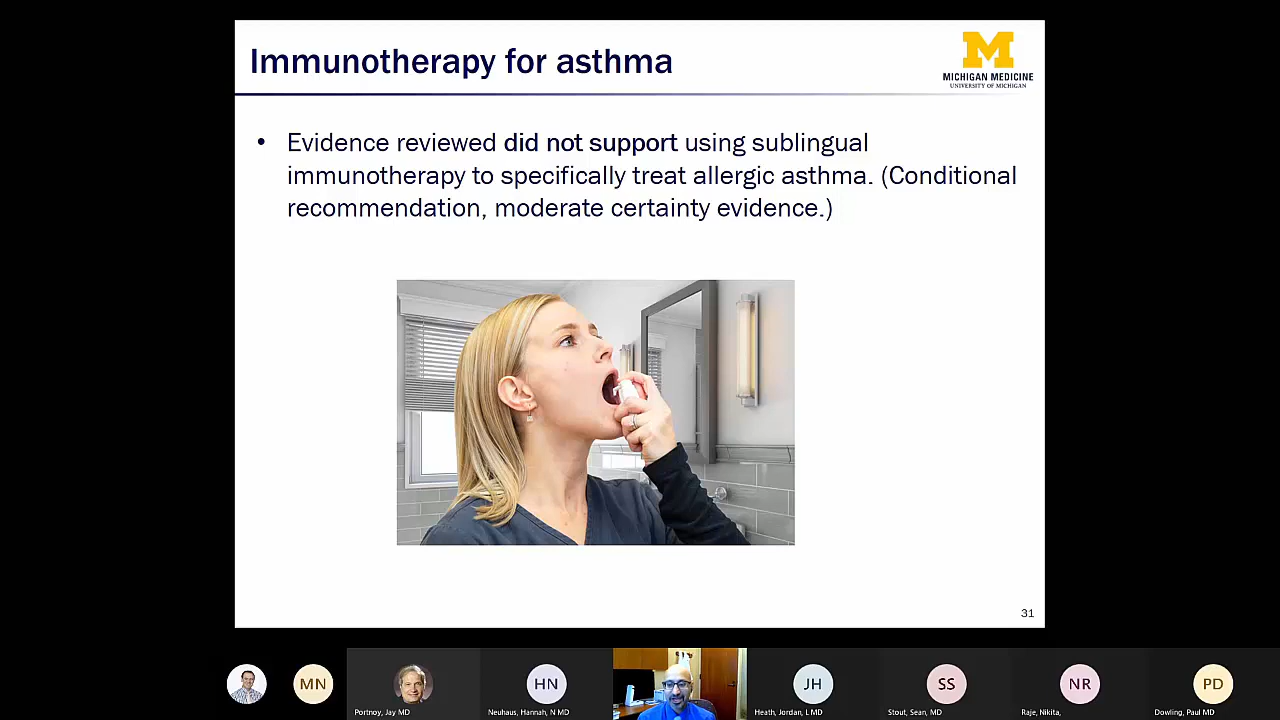 Immunotherapy for asthma
M
MICHIGAN MEDICINE
UNIVERSITY OF MICHIGAN
• Evidence reviewed did not support using sublingual
immunotherapy to specifically treat allergic asthma. (Conditional
recommendation, moderate certainty evidence.)
31
MN
HN
JH
SS
NR
PD
Portnoy, Jay MD
Neuhaus, Hannah, N MD
Heath, Jordan, L MD
Stout, Sean, MD
Raje, Nikita,
Dowling, Paul MD